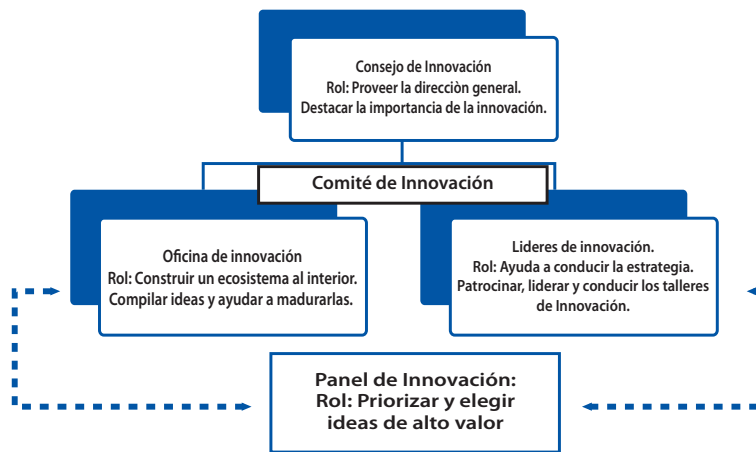 Consejo de Innovación
Rol: Proveer la direcciòn general.
Destacar la importancia de la innovación.
Comité de Innovación
Oficina de innovación
Rol: Construir un ecosistema al interior.
Compilar ideas y ayudar a madurarlas.
Lideres de innovación.
Rol: Ayuda a conducir la estrategia.
Patrocinar, liderar y conducir los talleres
de Innovación.
Panel de Innovación:
Rol: Priorizar y elegir
ideas de alto valor